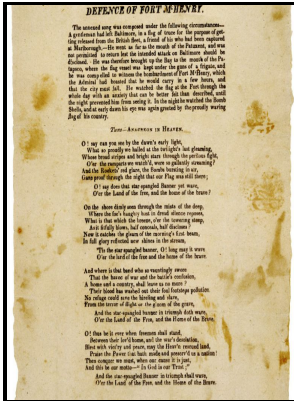 DEFENCE OF FORT M'HENRY.
The annexed song was composed under the following circumstances—
A gentleman had left Baltimore, in a flag of truce for the purpose of get-
ting released from the British fleet, a friend of his who had been captured
at Marlborough.—He went as far as the mouth of the Patuxent, and was
not permitted to return lest the intended attack on Baltimore should be
disclosed. He was therefore brought up the Bay to the mouth of the Pa-
tapsco, where the flag vessel was kept under the guns of a frigate, and
he was compelled to witness the bombardment of Fort M'Henry, which
the Admiral had boasted that he would carry in a few hours, and
that the city must fall. He watched the flag at the Fort through the
whole day with an anxiety that can be better felt than described, until
the night prevented him from seeing it. In the night he watched the Bomb
Shells, and at early dawn his eye was again greeted by the proudly waving
flag of his country.
Tune—ANACREON IN HEAVEN.
O! say can you see by the dawn's early light,
What so proudly we hailed at the twilight's last gleaming,
Whose broad stripes and bright stars through the perilous fight,
O'er the ramparts we watch'd, were so gallantly streaming?
And the Rockets' red glare, the Bombs bursting in air,
Gave proof through the night that our Flag was still there;
O! say does that star-spangled Banner yet wave,
O'er the Land of the free, and the home of the brave?
On the shore dimly seen through the mists of the deep,
Where the foe's haughty host in dread silence reposes,
What is that which the breeze, o'er the towering steep,
As it fitfully blows, half conceals, half discloses?
Now it catches the gleam of the morning's first beam,
In full glory reflected now shines in the stream,
'Tis the star spangled banner, O! long may it wave
O'er the land of the free and the home of the brave.
And where is that band who so vauntingly swore
That the havoc of war and the battle's confusion,
A home and a country, shall leave us no more?
Their blood has washed out their foul footsteps pollution
No refuge could save the hireling and slave,
From the terror of flight or the gloom of the grave,
And the star-spangled banner in triumph doth wave,
O'er the Land of the Free, and the Home of the Brave.
O! thus be it ever when freemen shall stand,
Between their lov'd home, and the war's desolation,
Blest with vict'ry and peace, may the Heav'n rescued land,
Praise the Power that hath made and preserv'd us a nation!
Then conquer we must, when our cause it is just,
And this be our motto—"In God is our Trust;"
And the star-spangled Banner in triumph shall wave,
O'er the Land of the Free, and the Home of the Brave.